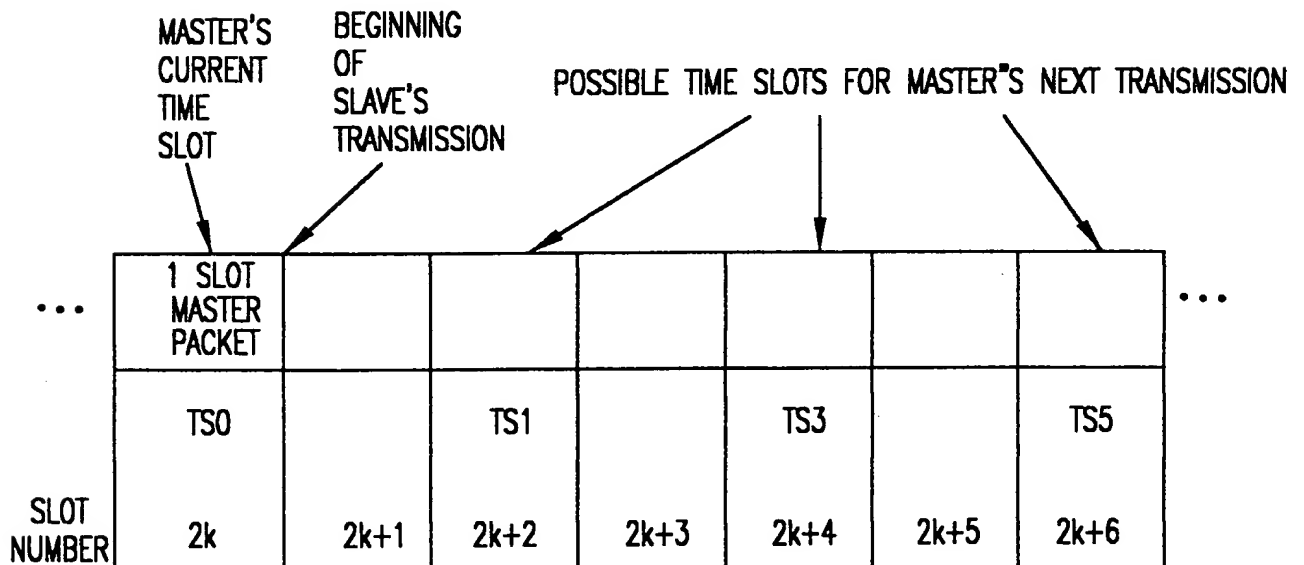 MASTER'S
CURRENT
TIME
SLOT
BEGINNING
OF
SLAVE'S
TRANSMISSION
POSSIBLE TIME SLOTS FOR MASTER"S NEXT TRANSMISSION
••• 1 SLOT
MASTER
PACKET •••
TS0 TS1 TS3 TS5
SLOT
NUMBER 2k 2k+1 2k+2 2k+3 2k+4 2k+5 2k+6